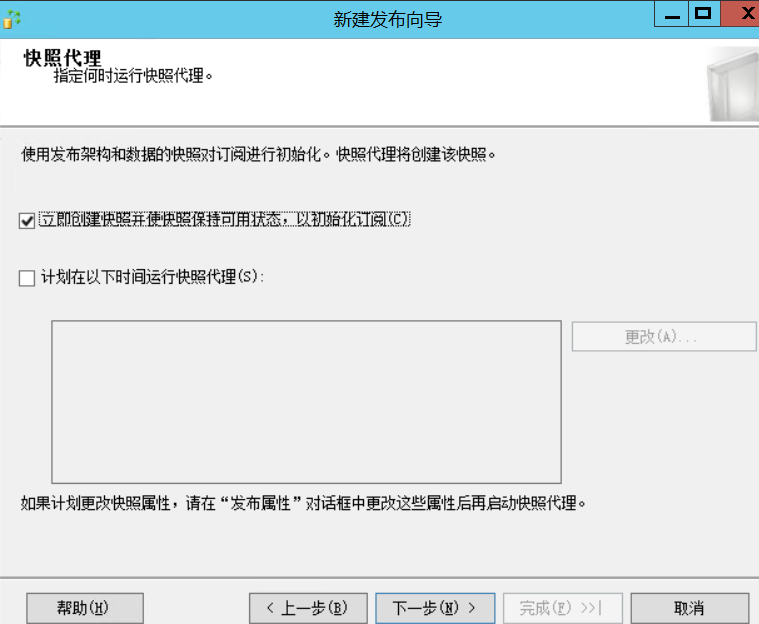 新建发布向导
快照代理
指定何时运行快照代理。
使用发布架构和数据的快照对订阅进行初始化。快照代理将创建该快照。
立即创建快照并使快照保持可用状态，以初始化订阅(C)
计划在以下时间运行快照代理(S):
更改(A)...
如果计划更改快照属性，请在“发布属性”对话框中更改这些属性后再启动快照代理。
帮助(H) < 上一步(B) 下一步(N) > 完成(F) >>| 取消